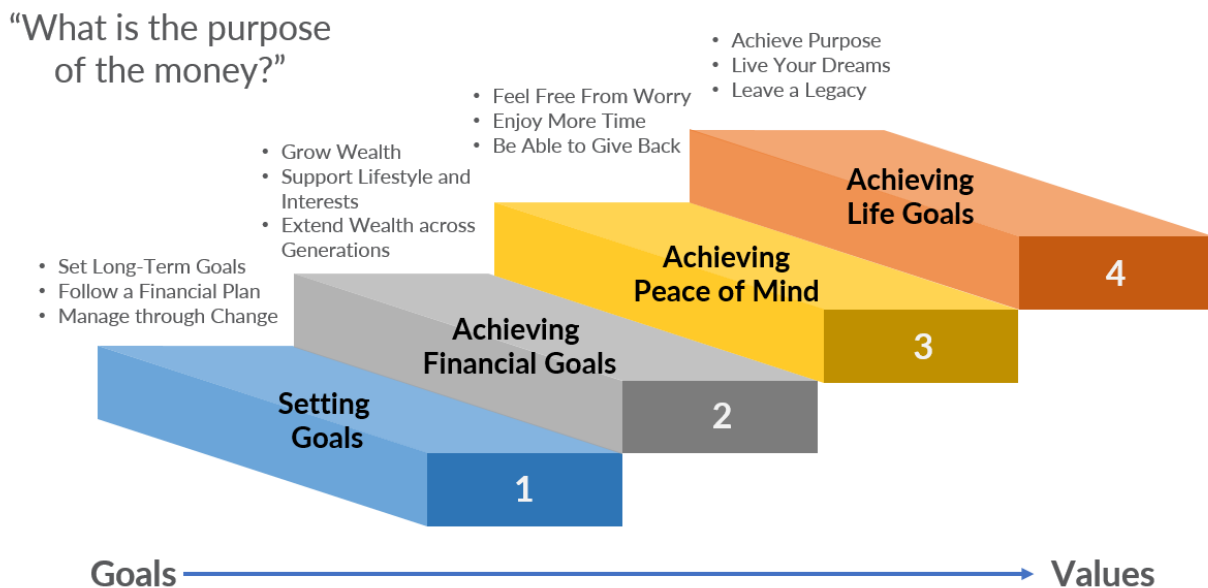 “What is the purpose
of the money?”
• Achieve Purpose
• Live Your Dreams
• Leave a Legacy
• Feel Free From Worry
• Enjoy More Time
• Be Able to Give Back
• Grow Wealth
• Support Lifestyle and
Interests
• Extend Wealth across
Generations
• Set Long-Term Goals
• Follow a Financial Plan
• Manage through Change
Achieving
Life Goals
4
Achieving
Peace of Mind
3
Achieving
Financial Goals
2
Setting
Goals
1
Goals
Values